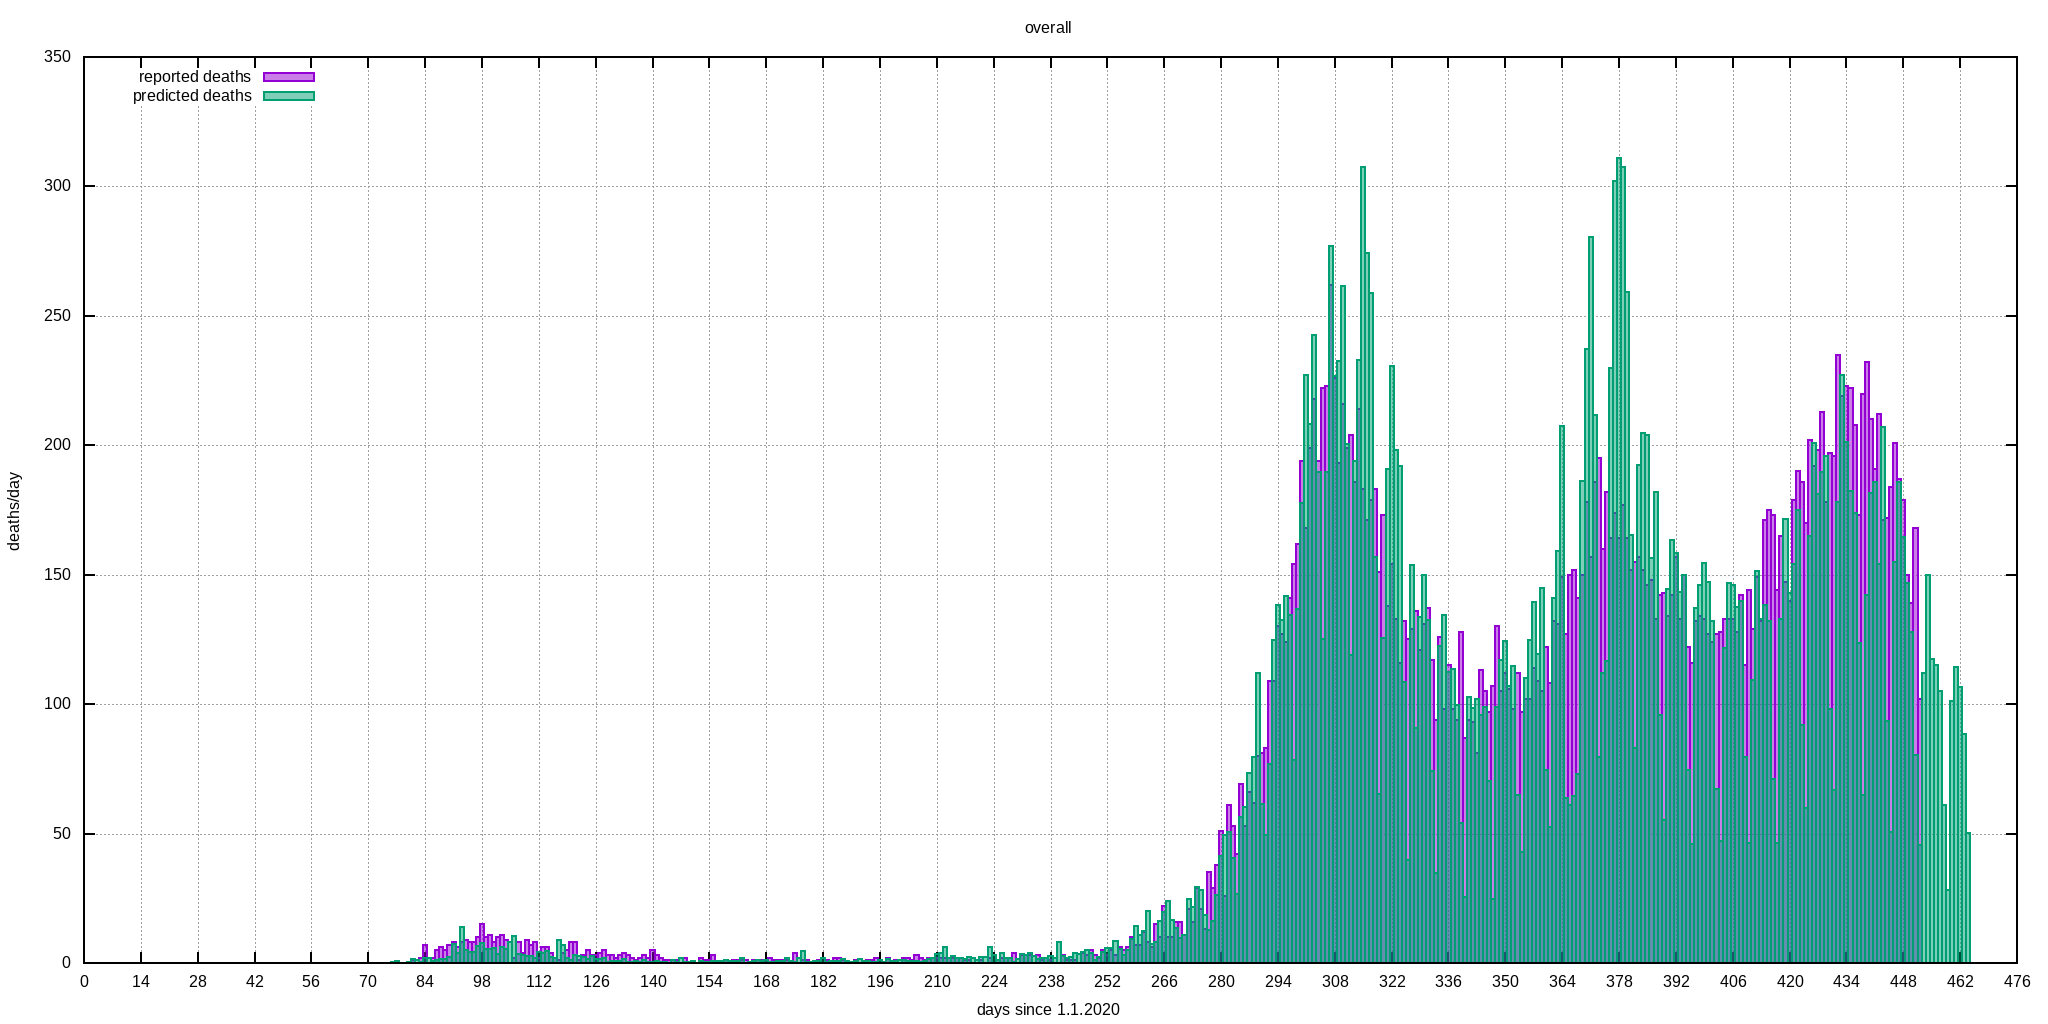 overall
350
300
250
200
150
100
50
0
reported deaths
predicted deaths
deaths/day
0 14 28 42 56 70 84 98 112 126 140 154 168 182 196 210 224 238 252 266 280 294 308 322 336 350 364 378 392 406 420 434 448 462 476
days since 1.1.2020